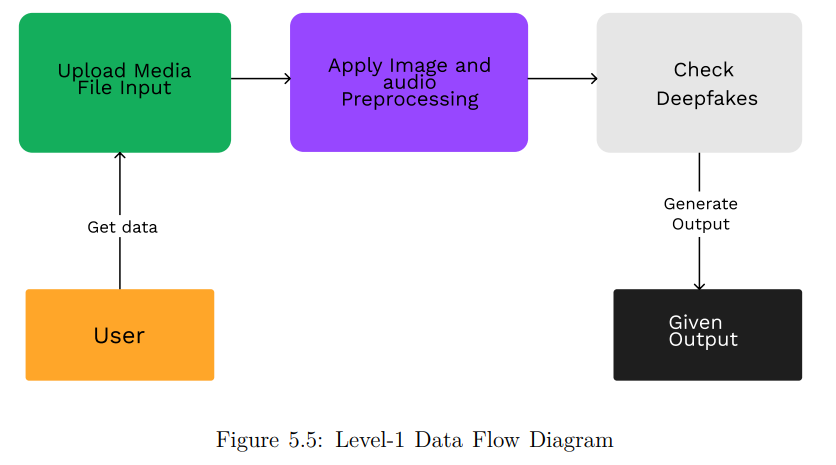 Upload Media
File Input
Apply Image and
audio
Preprocessing
Check
Deepfakes
Get data
Generate
Output
User
Given
Output
Figure 5.5: Level-1 Data Flow Diagram